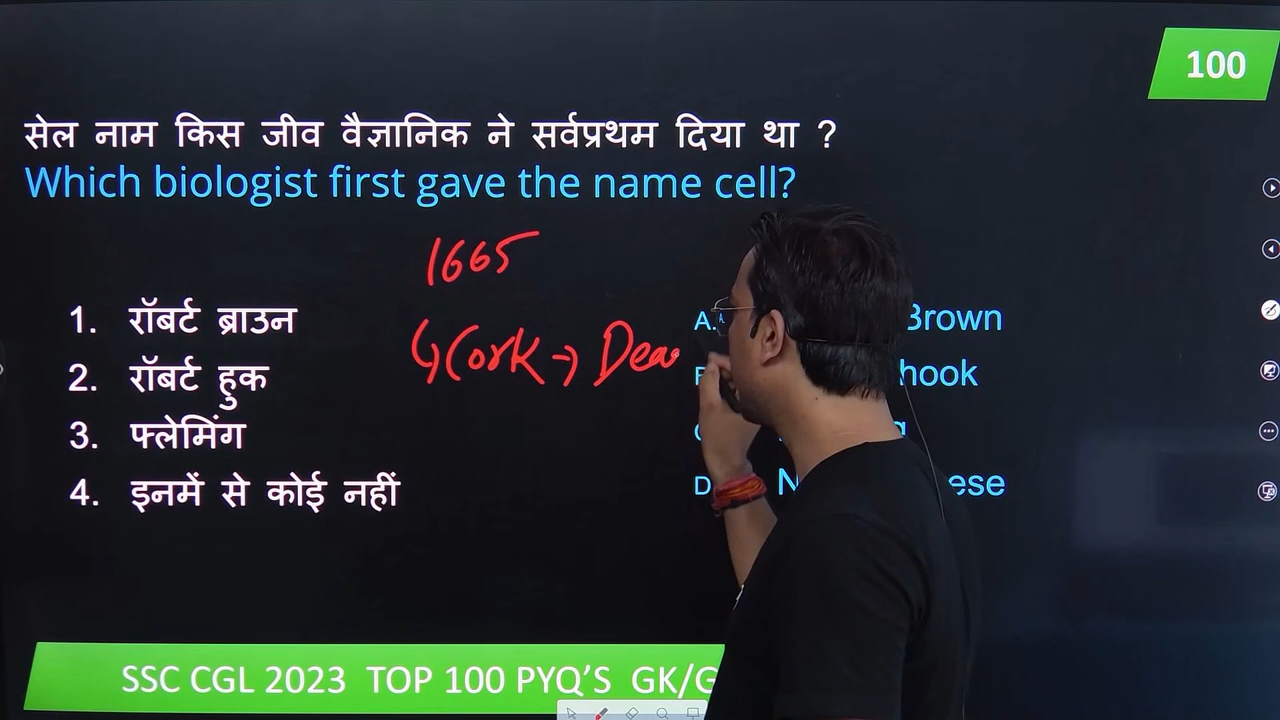 100
सेल नाम किस जीव वैज्ञानिक ने सर्वप्रथम दिया था ?
Which biologist first gave the name cell?
1665
1. रॉबर्ट ब्राउन
2. रॉबर्ट हुक
3. फ्लेमिंग
4. इनमें से कोई नहीं
Cork → Dea
A. Brown
hook
D
SSC CGL 2023 TOP 100 PYQ'S GK/G